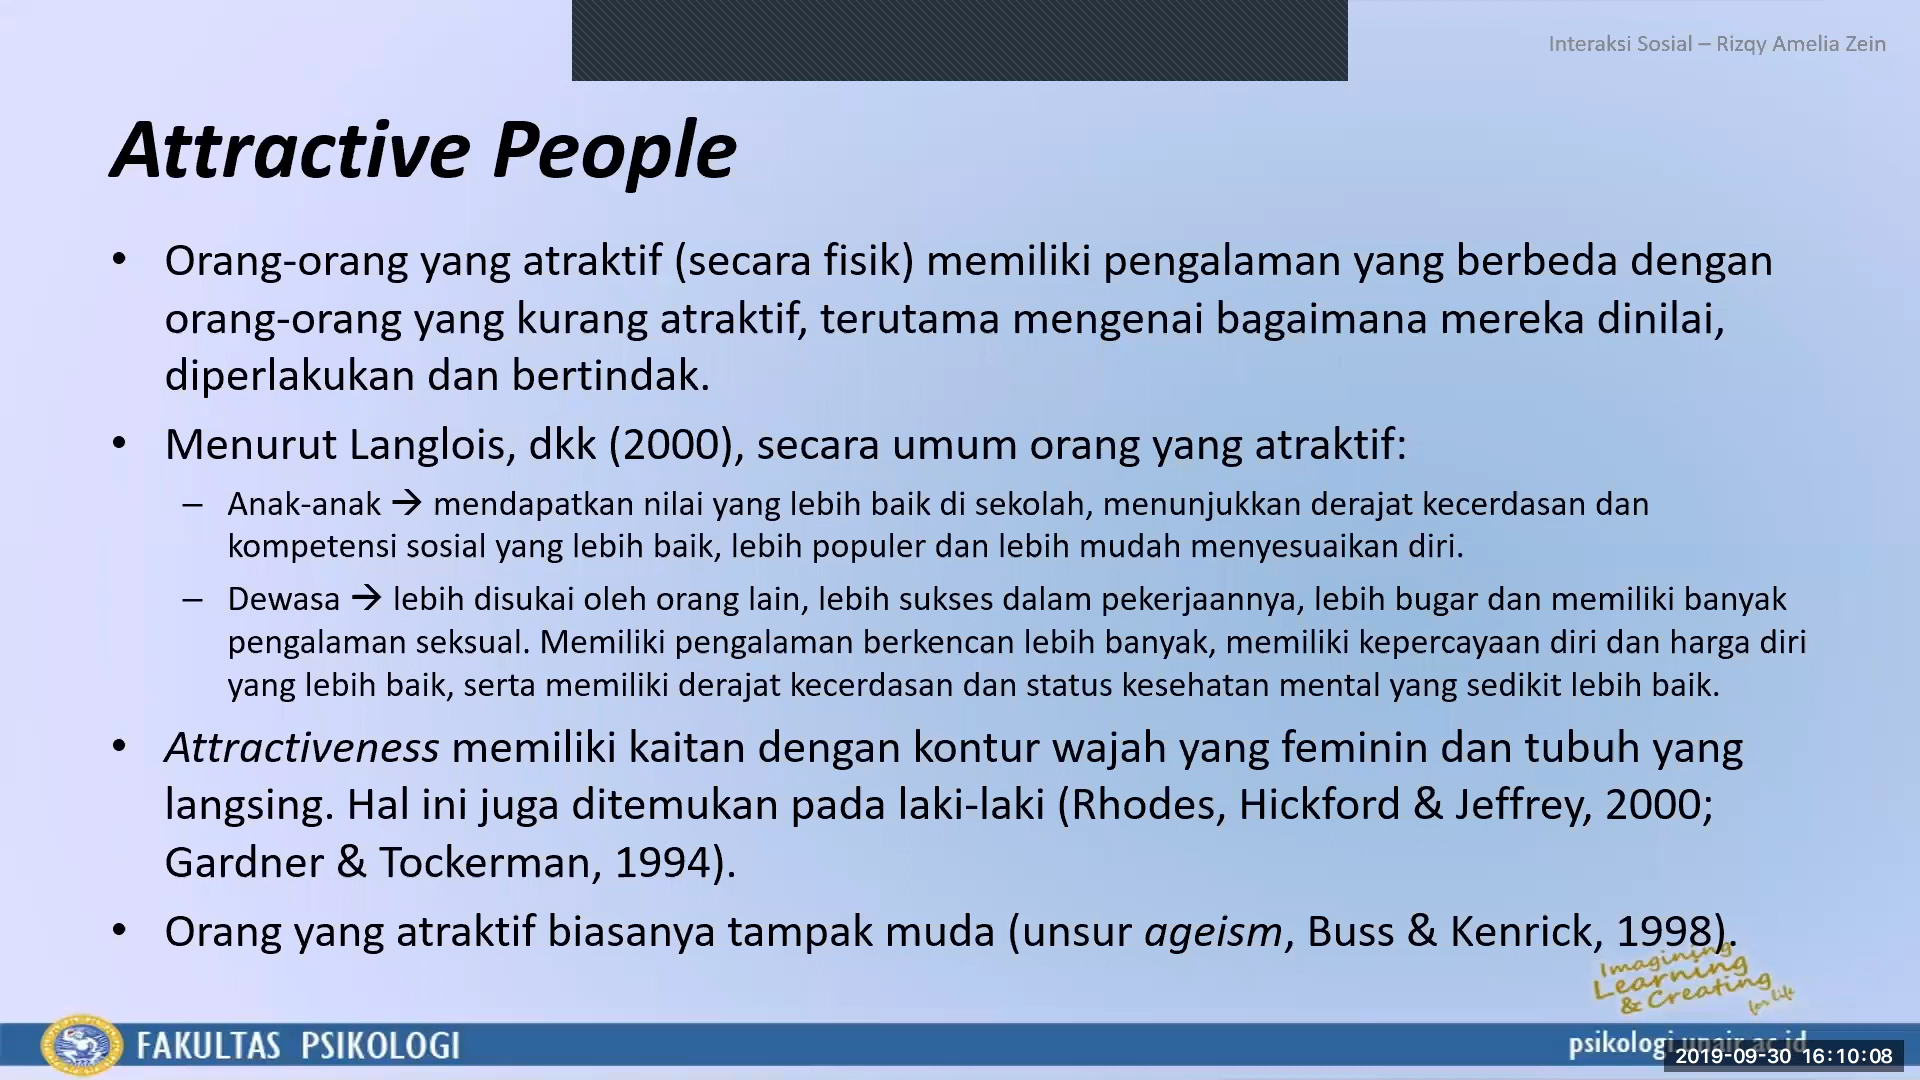 Interaksi Sosial – Rizqy Amelia Zein
Attractive People
• Orang-orang yang atraktif (secara fisik) memiliki pengalaman yang berbeda dengan
orang-orang yang kurang atraktif, terutama mengenai bagaimana mereka dinilai,
diperlakukan dan bertindak.
• Menurut Langlois, dkk (2000), secara umum orang yang atraktif:
– Anak-anak → mendapatkan nilai yang lebih baik di sekolah, menunjukkan derajat kecerdasan dan
kompetensi sosial yang lebih baik, lebih populer dan lebih mudah menyesuaikan diri.
– Dewasa → lebih disukai oleh orang lain, lebih sukses dalam pekerjaannya, lebih bugar dan memiliki banyak
pengalaman seksual. Memiliki pengalaman berkencan lebih banyak, memiliki kepercayaan diri dan harga diri
yang lebih baik, serta memiliki derajat kecerdasan dan status kesehatan mental yang sedikit lebih baik.
• Attractiveness memiliki kaitan dengan kontur wajah yang feminin dan tubuh yang
langsing. Hal ini juga ditemukan pada laki-laki (Rhodes, Hickford & Jeffrey, 2000;
Gardner & Tockerman, 1994).
• Orang yang atraktif biasanya tampak muda (unsur ageism, Buss & Kenrick, 1998).
Imagining
Learning
& Creating
for life
FAKULTAS PSIKOLOGI
psikologi.unair.ac.id
2019-09-30 16:10:08